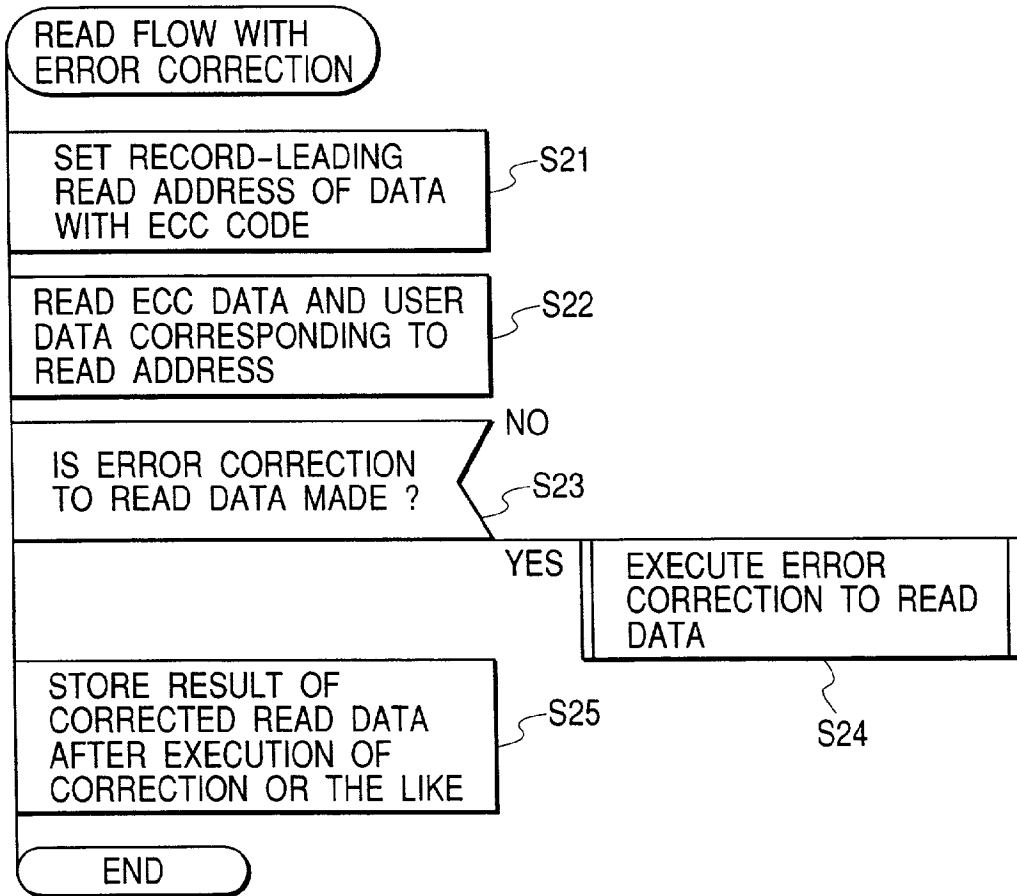 READ FLOW WITH
ERROR CORRECTION
SET RECORD-LEADING
READ ADDRESS OF DATA
WITH ECC CODE
S21
READ ECC DATA AND USER
DATA CORRESPONDING TO
READ ADDRESS
S22
NO
IS ERROR CORRECTION
TO READ DATA MADE ?
S23
YES
EXECUTE ERROR
CORRECTION TO READ
DATA
S24
STORE RESULT OF
CORRECTED READ DATA
AFTER EXECUTION OF
CORRECTION OR THE LIKE
S25
END